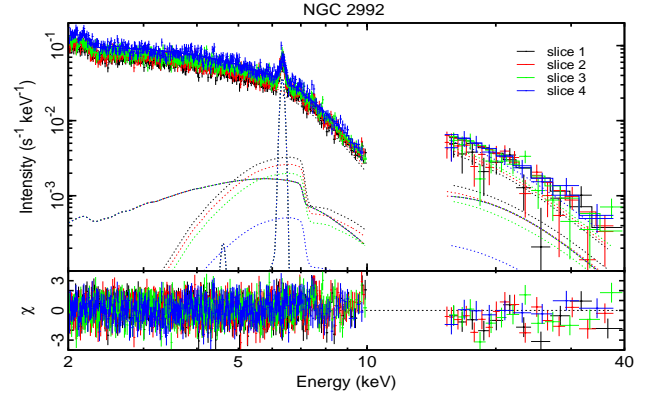 NGC 2992
Intensity (s⁻¹ keV⁻¹)
10⁻¹
10⁻²
10⁻³
slice 1
slice 2
slice 3
slice 4
χ
3
0
-3
2 5 10 20 40
Energy (keV)